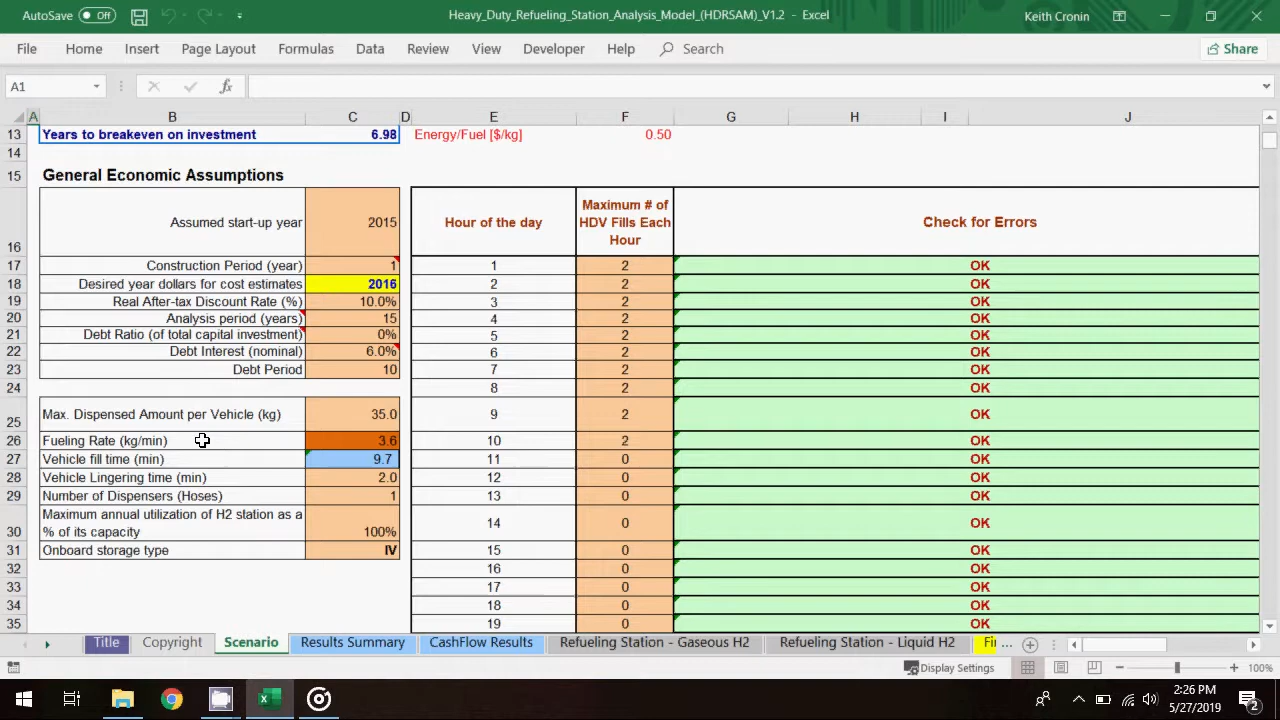 AutoSave Off Heavy_Duty_Refueling_Station_Analysis_Model_(HDRSAM)_V1.2 - Excel Keith Cronin
File Home Insert Page Layout Formulas Data Review View Developer Help Search Share
A1 fx
A B C D E F G H I J
13 Years to breakeven on investment 6.98 Energy/Fuel [$/kg] 0.50
14
15 General Economic Assumptions
16 Assumed start-up year 2015 Hour of the day Maximum # of HDV Fills Each Hour Check for Errors
17 Construction Period (year) 1 1 2 OK
18 Desired year dollars for cost estimates 2016 2 2 OK
19 Real After-tax Discount Rate (%) 10.0% 3 2 OK
20 Analysis period (years) 15 4 2 OK
21 Debt Ratio (of total capital investment) 0% 5 2 OK
22 Debt Interest (nominal) 6.0% 6 2 OK
23 Debt Period 10 7 2 OK
24 8 2 OK
25 Max. Dispensed Amount per Vehicle (kg) 35.0 9 2 OK
26 Fueling Rate (kg/min) 3.6 10 2 OK
27 Vehicle fill time (min) 9.7 11 0 OK
28 Vehicle Lingering time (min) 2.0 12 0 OK
29 Number of Dispensers (Hoses) 1 13 0 OK
30 Maximum annual utilization of H2 station as a % of its capacity 100% 14 0 OK
31 Onboard storage type IV 15 0 OK
32 16 0 OK
33 17 0 OK
34 18 0 OK
35 19 0 OK
Title Copyright Scenario Results Summary CashFlow Results Refueling Station - Gaseous H2 Refueling Station - Liquid H2 Fir ...
Display Settings 100%
2:26 PM
5/27/2019
2